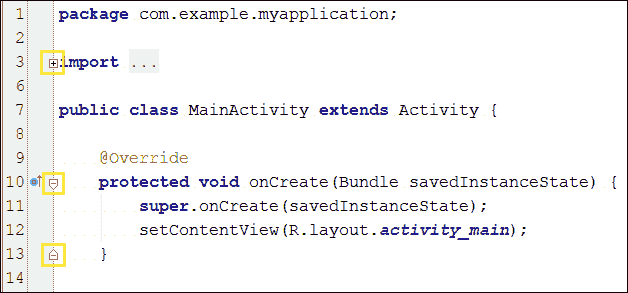 1 package com.example.myapplication;
2
3 import ...
6
7 public class MainActivity extends Activity {
8
9 @Override
10 protected void onCreate(Bundle savedInstanceState) {
11 super.onCreate(savedInstanceState);
12 setContentView(R.layout.activity_main);
13 }
14